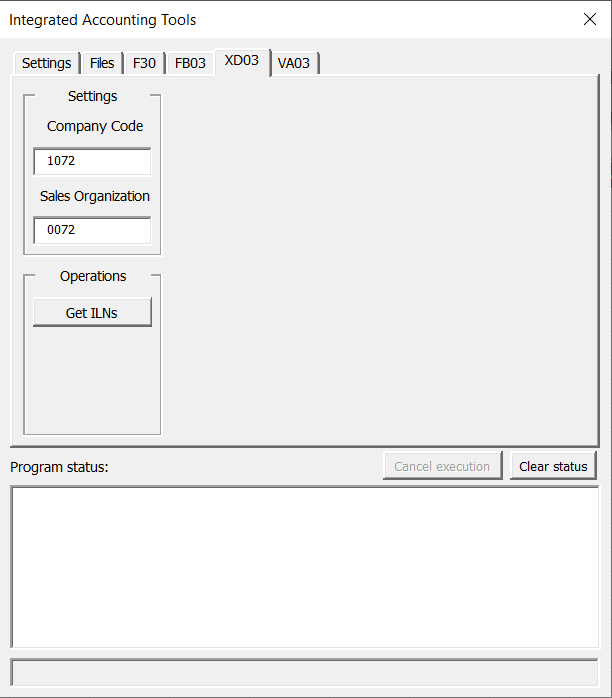 Integrated Accounting Tools
Settings Files F30 FB03 XD03 VA03
Settings
Company Code
1072
Sales Organization
0072
Operations
Get ILNs
Program status: Cancel execution Clear status